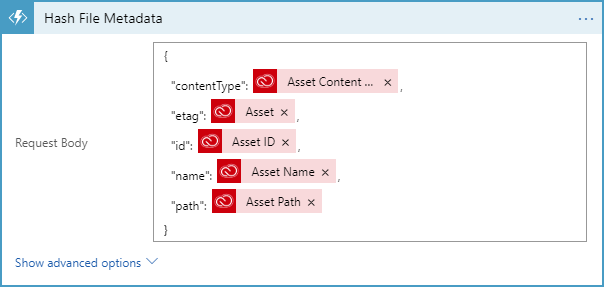 Hash File Metadata ...
{
"contentType": Asset Content ... × ,
"etag": Asset × ,
"id": Asset ID × ,
Request Body
"name": Asset Name × ,
"path": Asset Path ×
}
Show advanced options